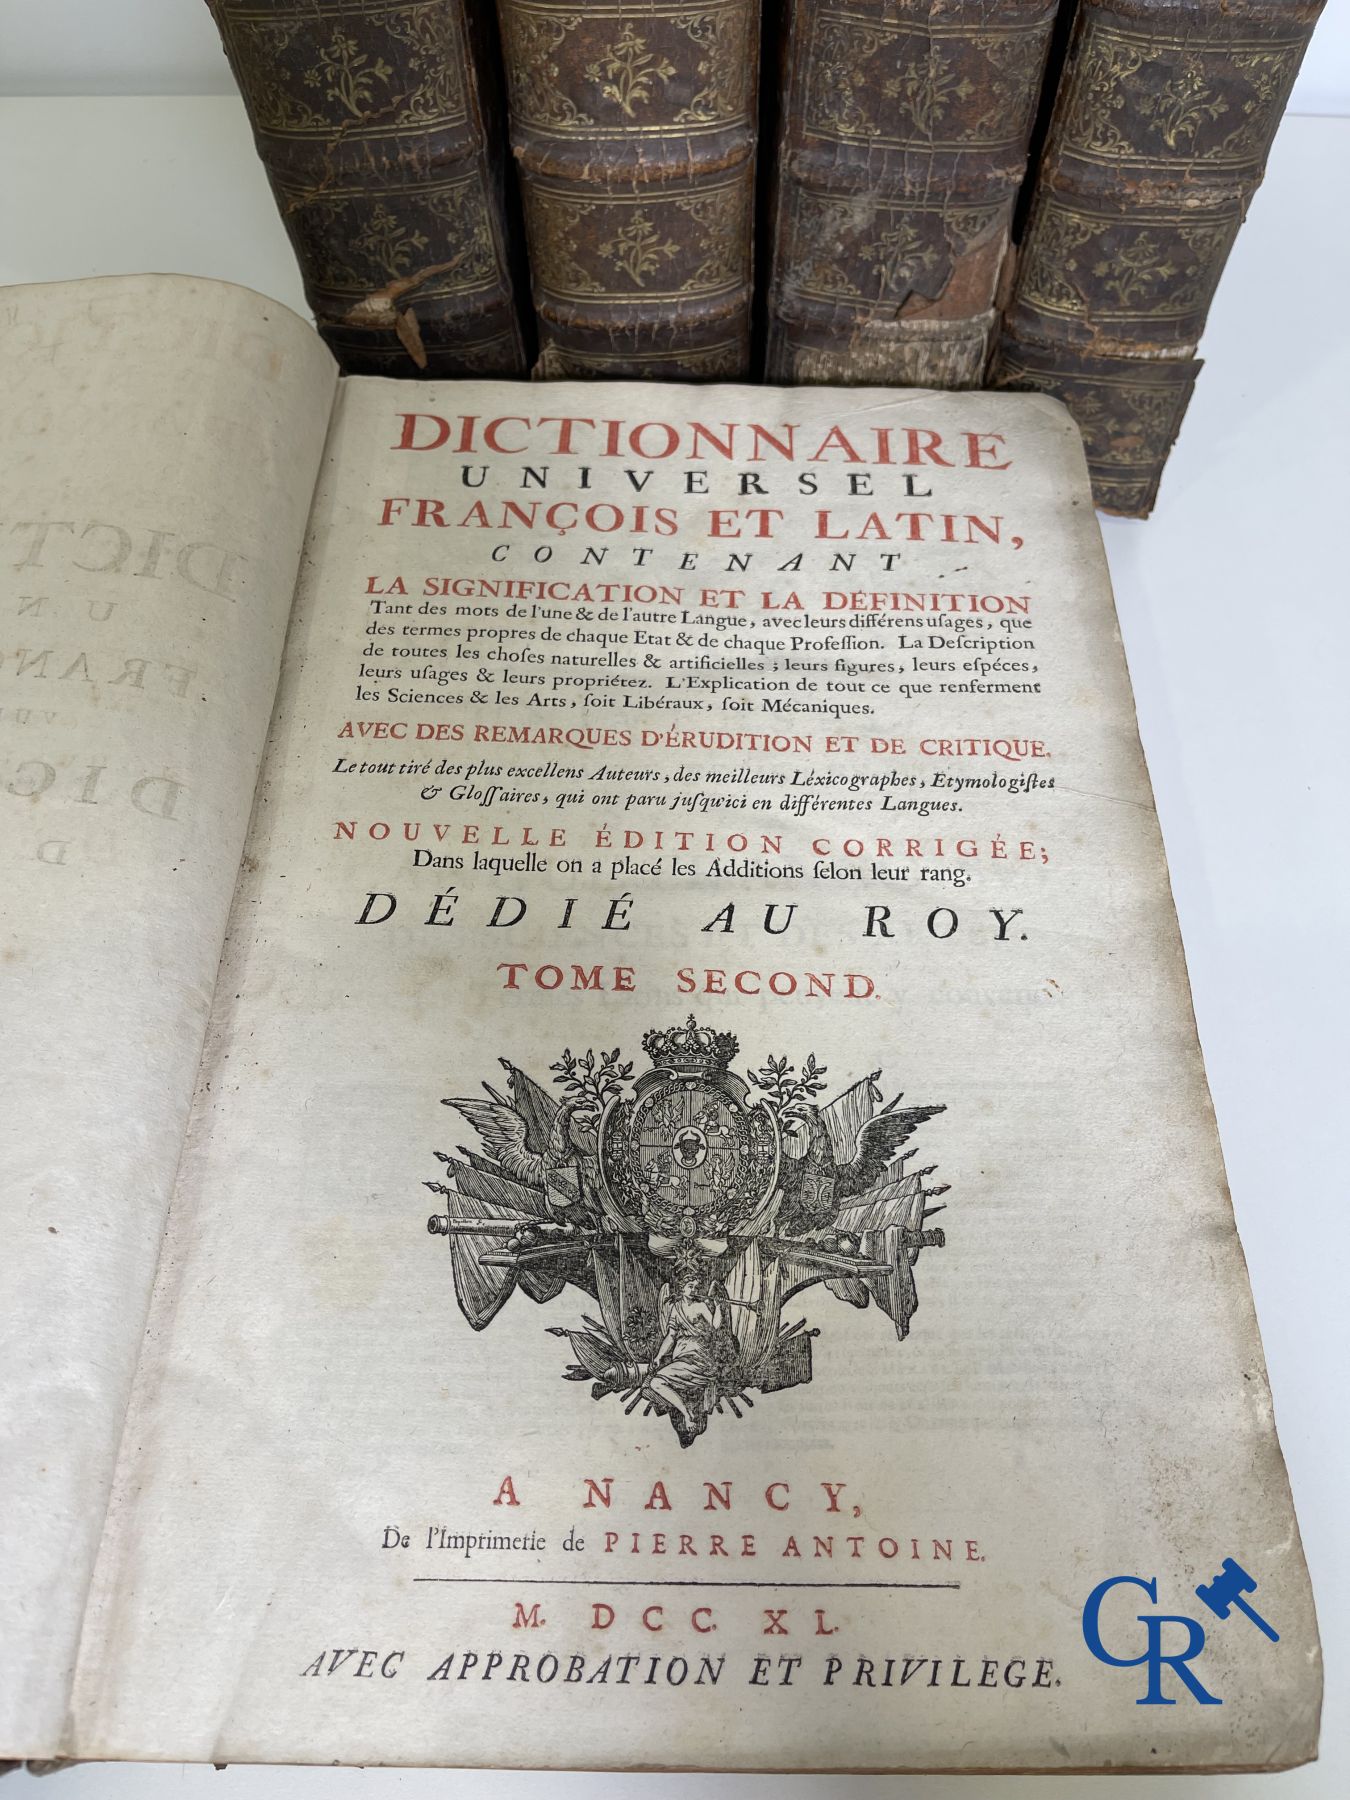 DICTIONNAIRE
UNIVERSEL
FRANÇOIS ET LATIN,
CONTENANT
LA SIGNIFICATION ET LA DÉFINITION
Tant des mots de l'une & de l'autre Langue, avec leurs différens uſages, que
des termes propres de chaque Etat & de chaque Profeſſion. La Deſcription
de toutes les choſes naturelles & artificielles ; leurs figures, leurs eſpéces,
leurs uſages & leurs propriétez. L'Explication de tout ce que renferment
les Sciences & les Arts, ſoit Libéraux, ſoit Mécaniques.
AVEC DES REMARQUES D'ÉRUDITION ET DE CRITIQUE.
Le tout tiré des plus excellens Auteurs, des meilleurs Léxicographes, Etymologiſtes
& Gloſſaires, qui ont paru juſqu'ici en différentes Langues.
NOUVELLE ÉDITION CORRIGÉE;
Dans laquelle on a placé les Additions ſelon leur rang.
DÉDIÉ AU ROY.
TOME SECOND.
A NANCY,
De l'Imprimerie de PIERRE ANTOINE.
M. DCC. XL.
AVEC APPROBATION ET PRIVILEGE.
CR